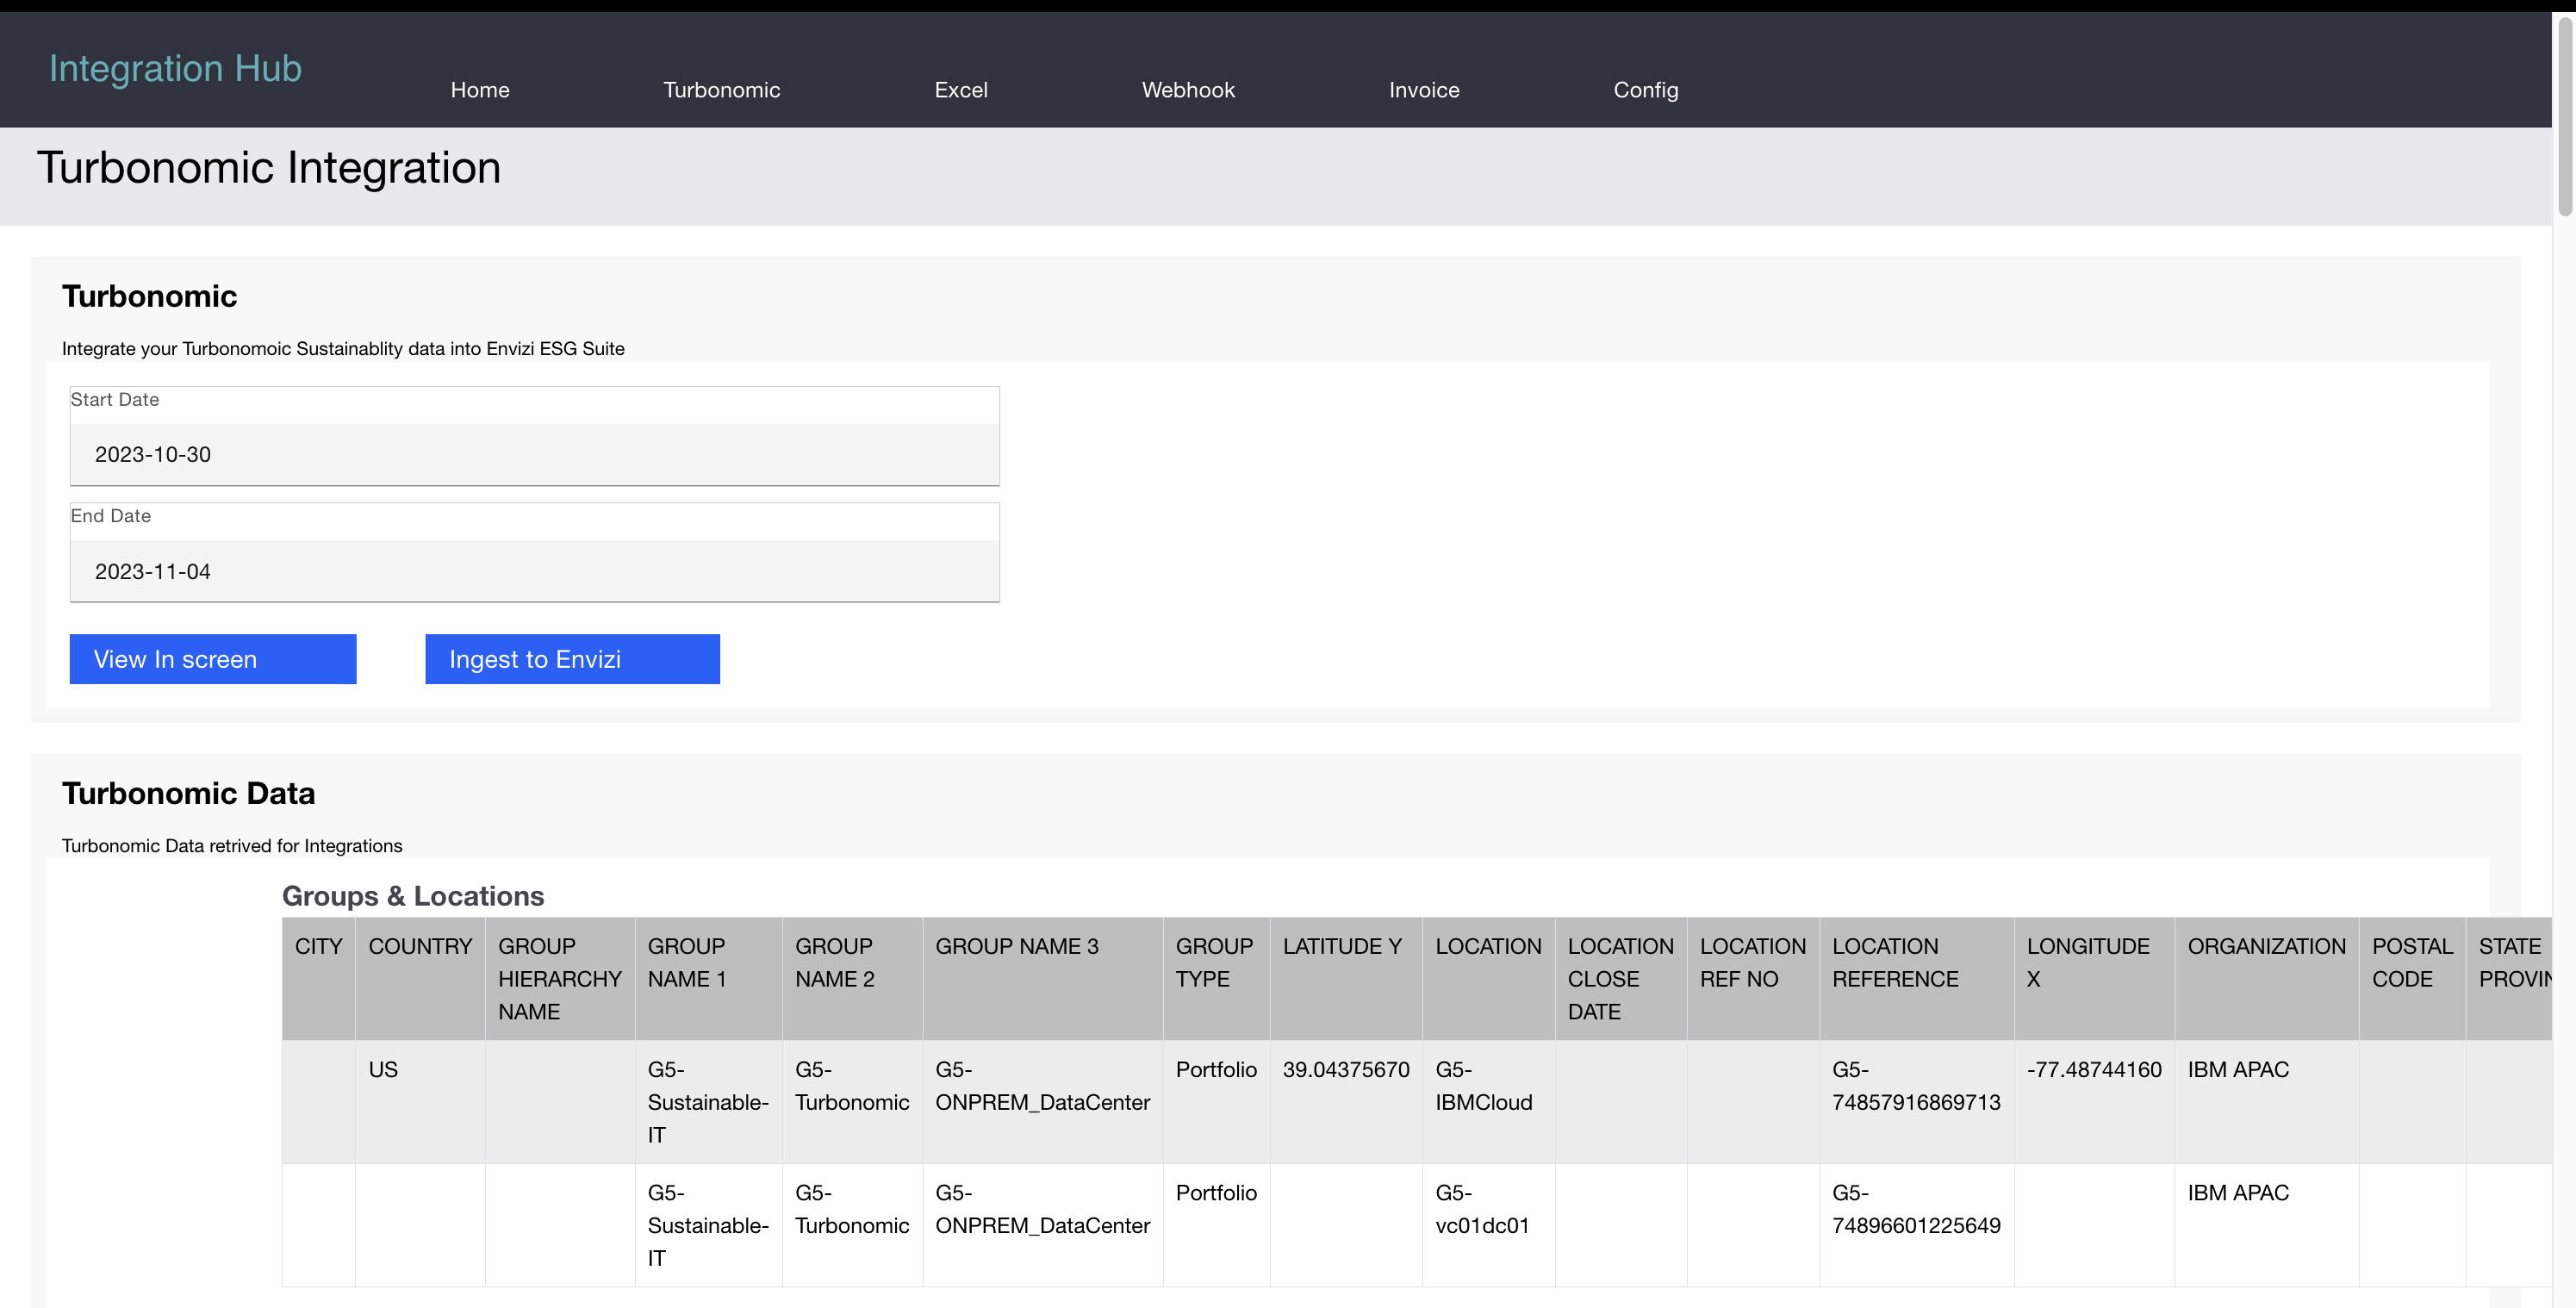 Integration Hub
Home Turbonomic Excel Webhook Invoice Config
Turbonomic Integration
Turbonomic
Integrate your Turbonomoic Sustainablity data into Envizi ESG Suite
Start Date
2023-10-30
End Date
2023-11-04
View In screen Ingest to Envizi
Turbonomic Data
Turbonomic Data retrived for Integrations
Groups & Locations
CITY COUNTRY GROUP GROUP GROUP GROUP NAME 3 GROUP LATITUDE Y LOCATION LOCATION LOCATION LOCATION LONGITUDE ORGANIZATION POSTAL STATE
HIERARCHY NAME 1 NAME 2 TYPE CLOSE REF NO REFERENCE X CODE PROVIN
NAME DATE
US G5- G5- G5- Portfolio 39.04375670 G5- G5- -77.48744160 IBM APAC
Sustainable- Turbonomic ONPREM_DataCenter IBMCloud 74857916869713
IT
G5- G5- G5- Portfolio G5- G5- IBM APAC
Sustainable- Turbonomic ONPREM_DataCenter vc01dc01 74896601225649
IT